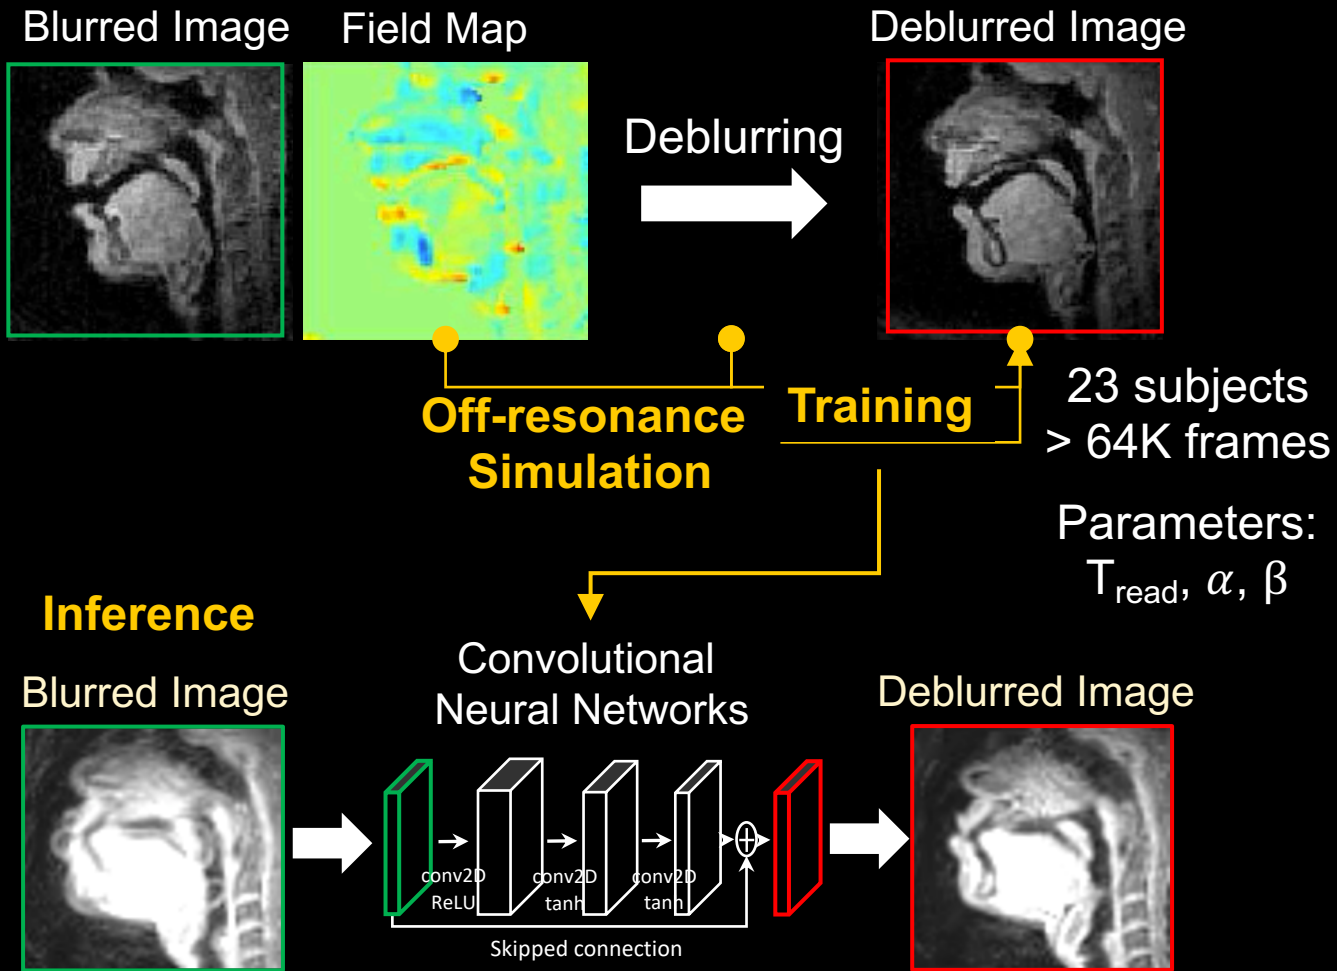 Blurred Image
Field Map
Deblurred Image
Deblurring
Off-resonance
Simulation
Training
23 subjects
> 64K frames
Parameters:
Tread, α, β
Inference
Blurred Image
Convolutional
Neural Networks
Deblurred Image
conv2D
ReLU
conv2D
tanh
conv2D
tanh
Skipped connection